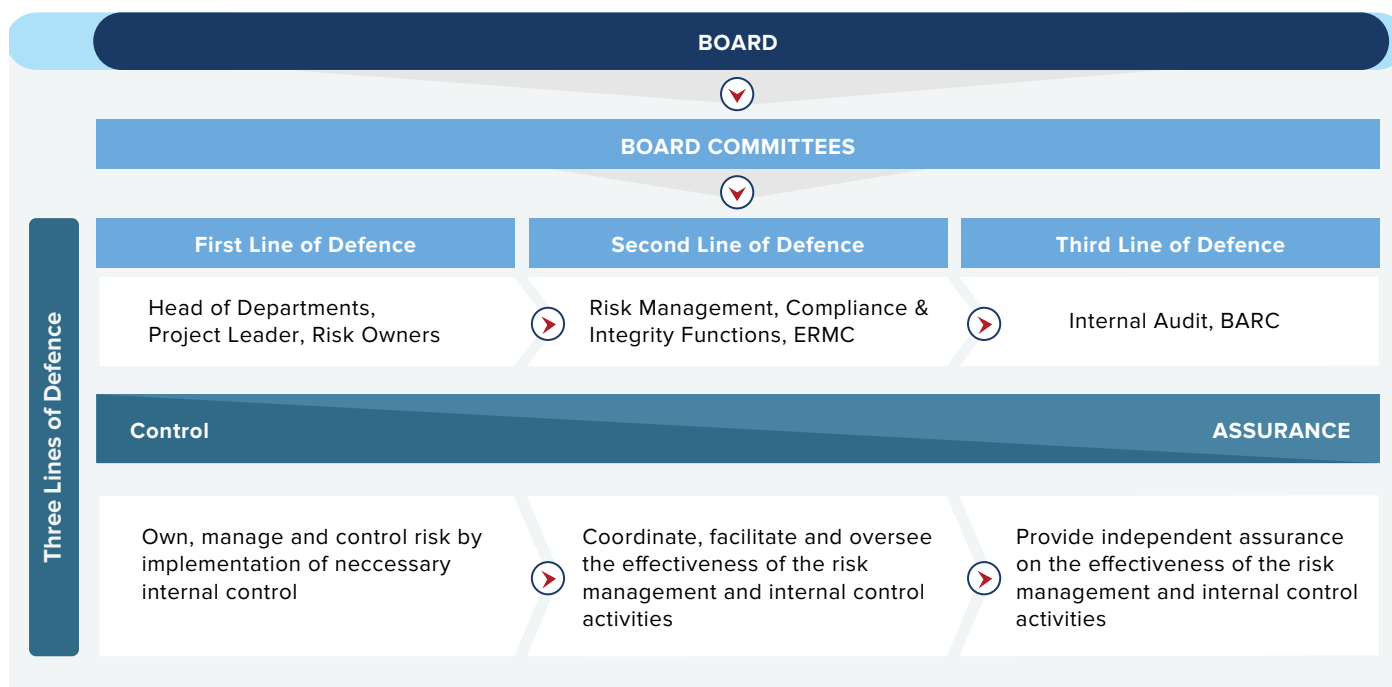 BOARD
BOARD COMMITTEES
Three Lines of Defence
First Line of Defence
Second Line of Defence
Third Line of Defence
Head of Departments,
Project Leader, Risk Owners
Risk Management, Compliance &
Integrity Functions, ERMC
Internal Audit, BARC
Control
ASSURANCE
Own, manage and control risk by
implementation of neccessary
internal control
Coordinate, facilitate and oversee
the effectiveness of the risk
management and internal control
activities
Provide independent assurance
on the effectiveness of the risk
management and internal control
activities